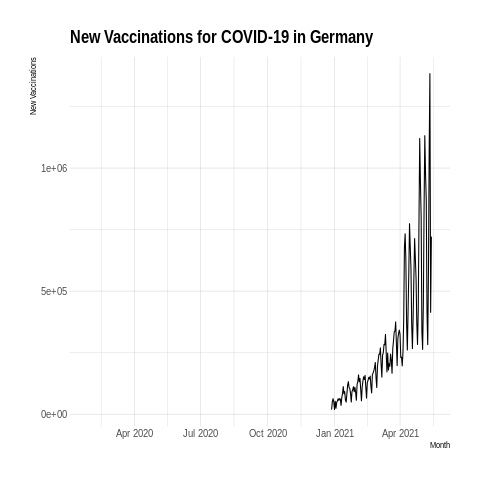 New Vaccinations for COVID-19 in Germany
New Vaccinations
1e+06
5e+05
0e+00
Apr 2020 Jul 2020 Oct 2020 Jan 2021 Apr 2021
Month